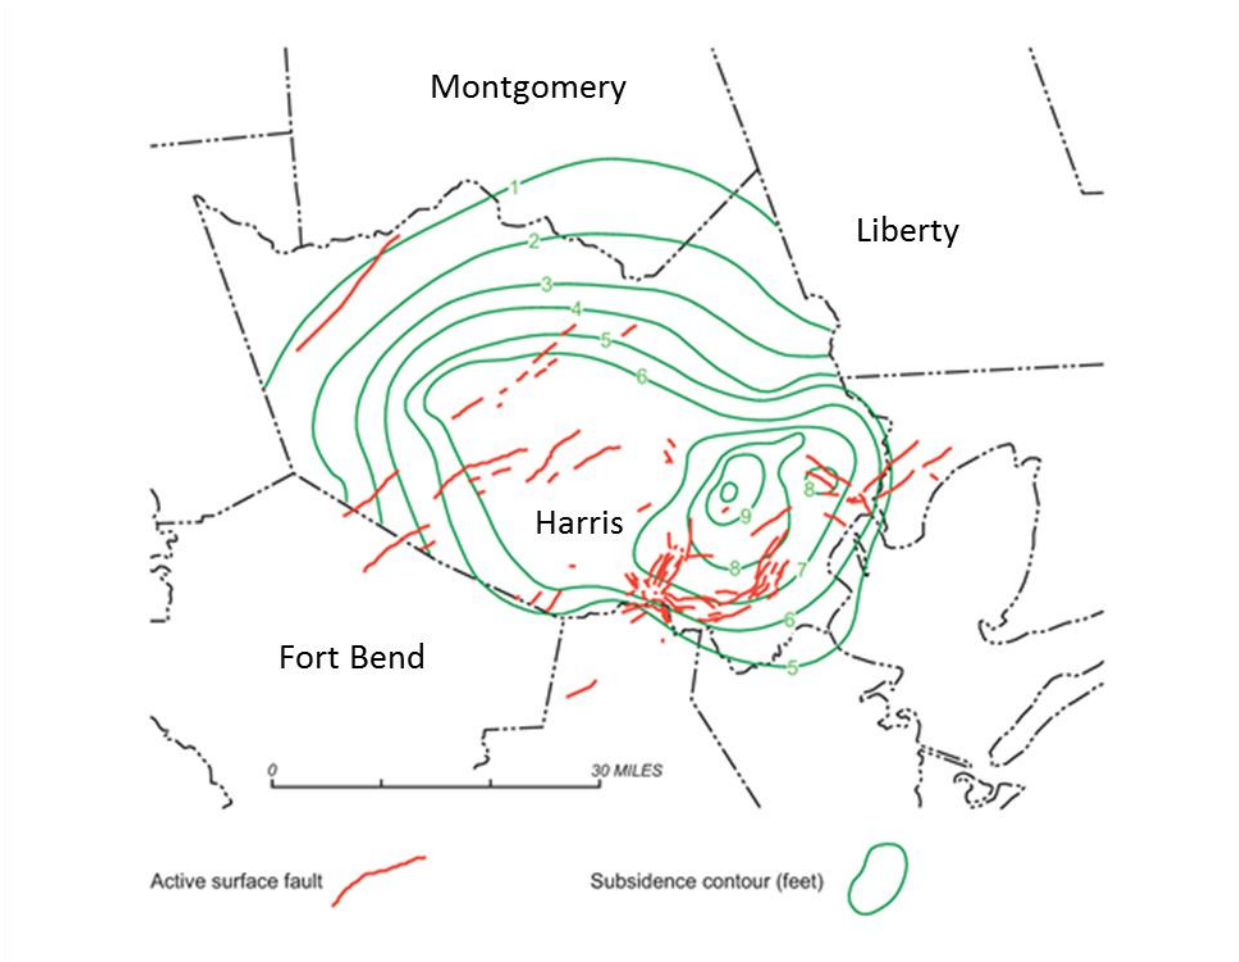 Montgomery
1
Liberty
2
3
4
5
6
8
Harris
9
8
7
6
Fort Bend
5
0
30 MILES
Active surface fault
Subsidence contour (feet)